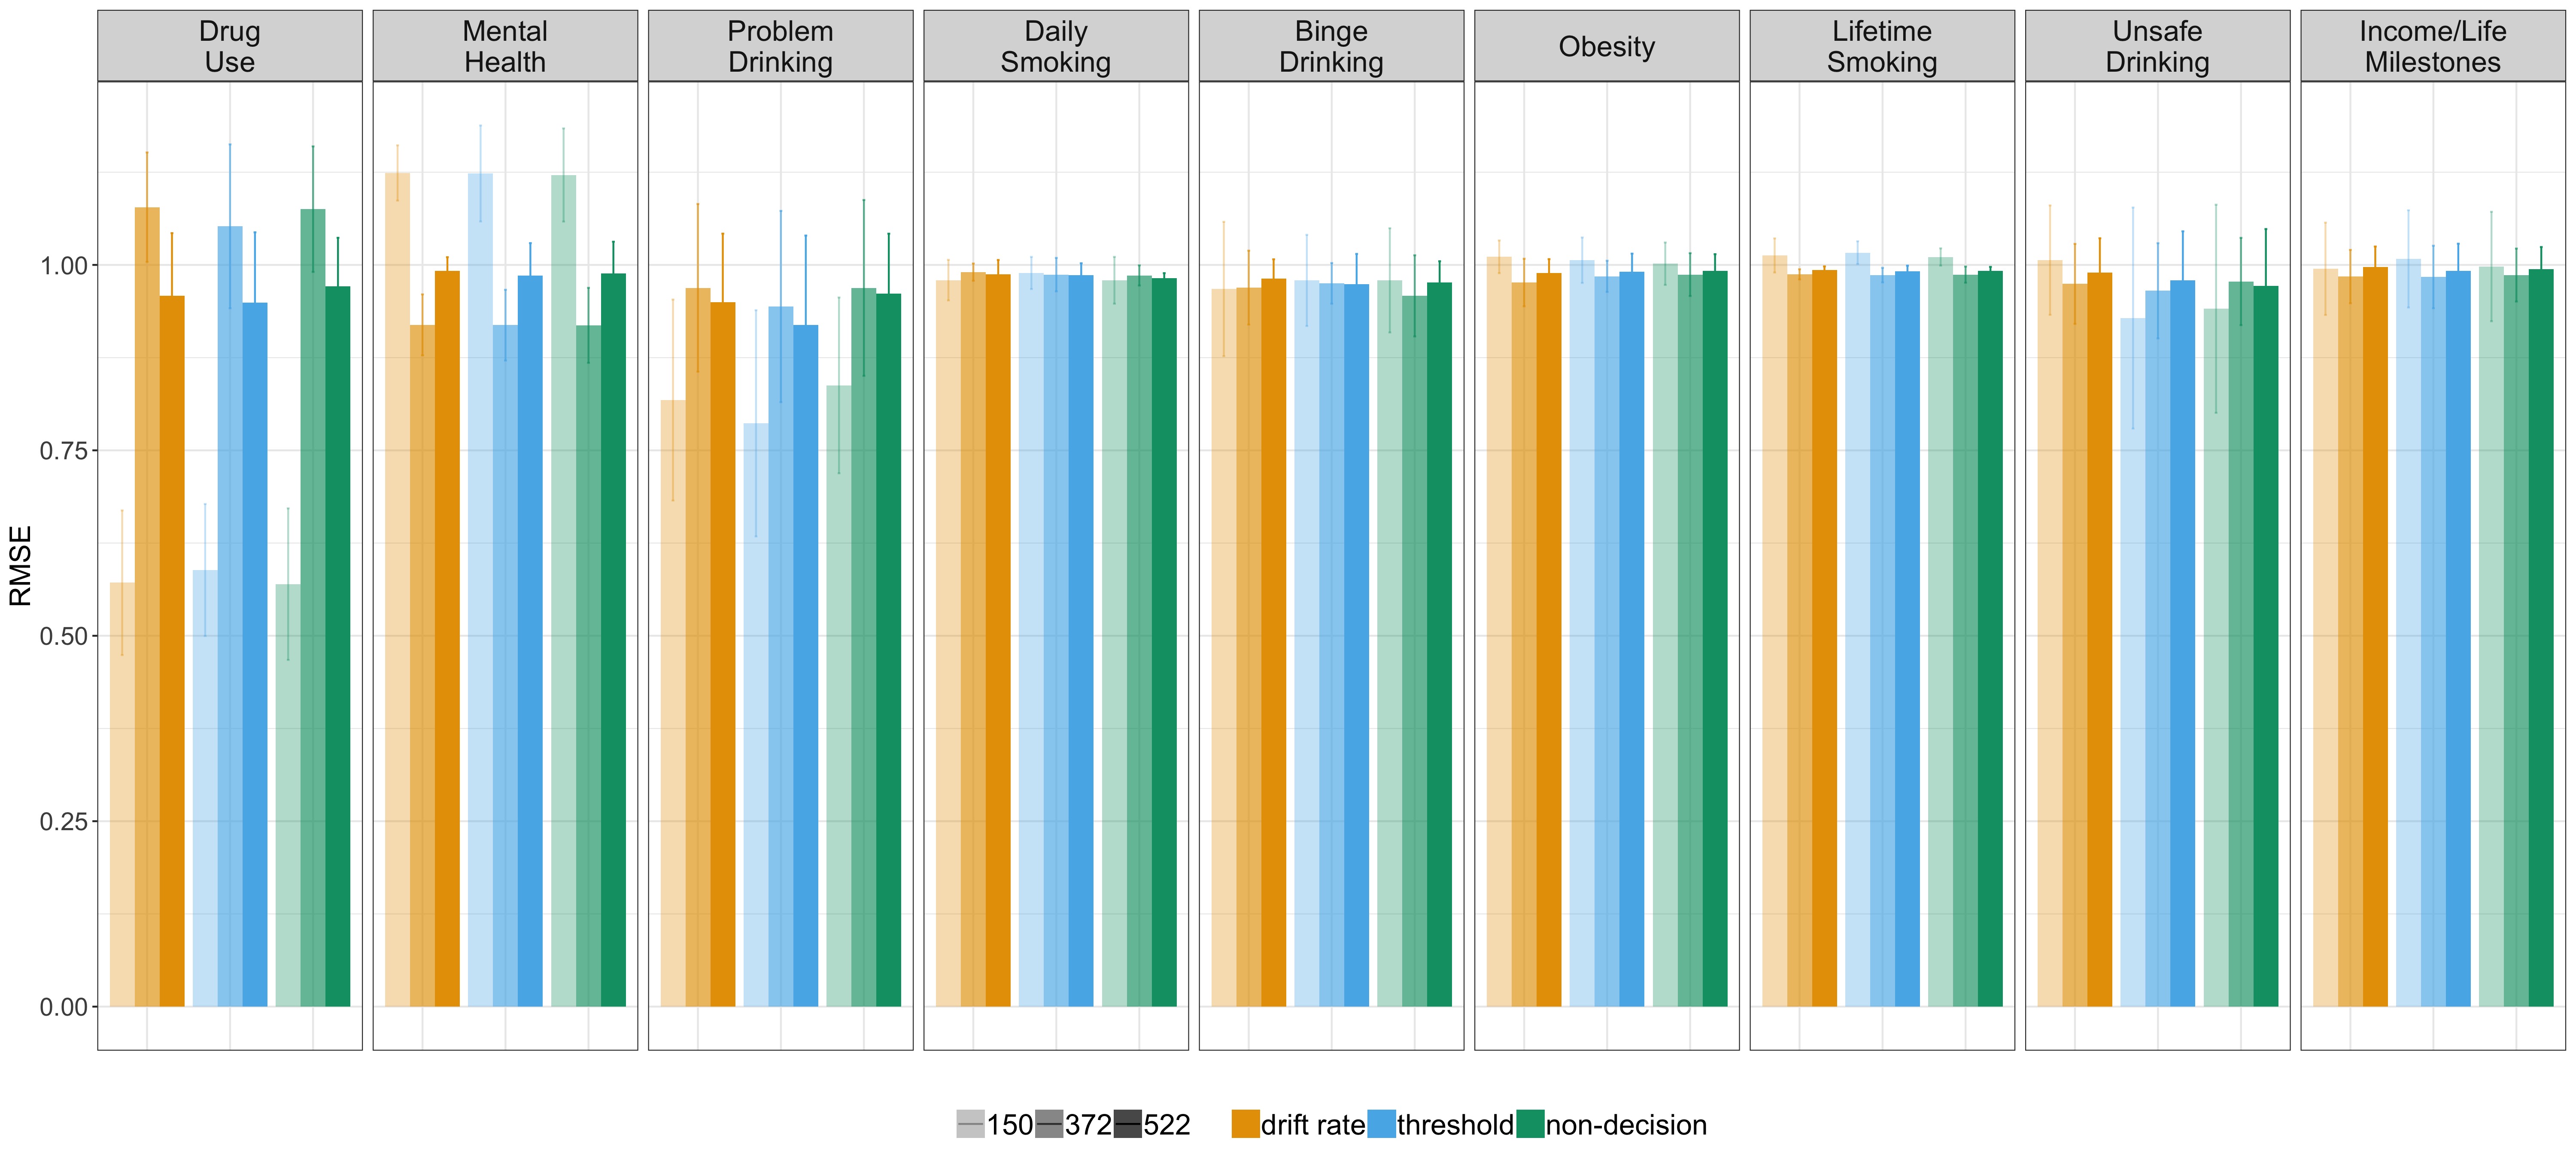 Drug
Use
Mental
Health
Problem
Drinking
Daily
Smoking
Binge
Drinking
Obesity
Lifetime
Smoking
Unsafe
Drinking
Income/Life
Milestones
RMSE
1.00
0.75
0.50
0.25
0.00
150 372 522 drift rate threshold non-decision